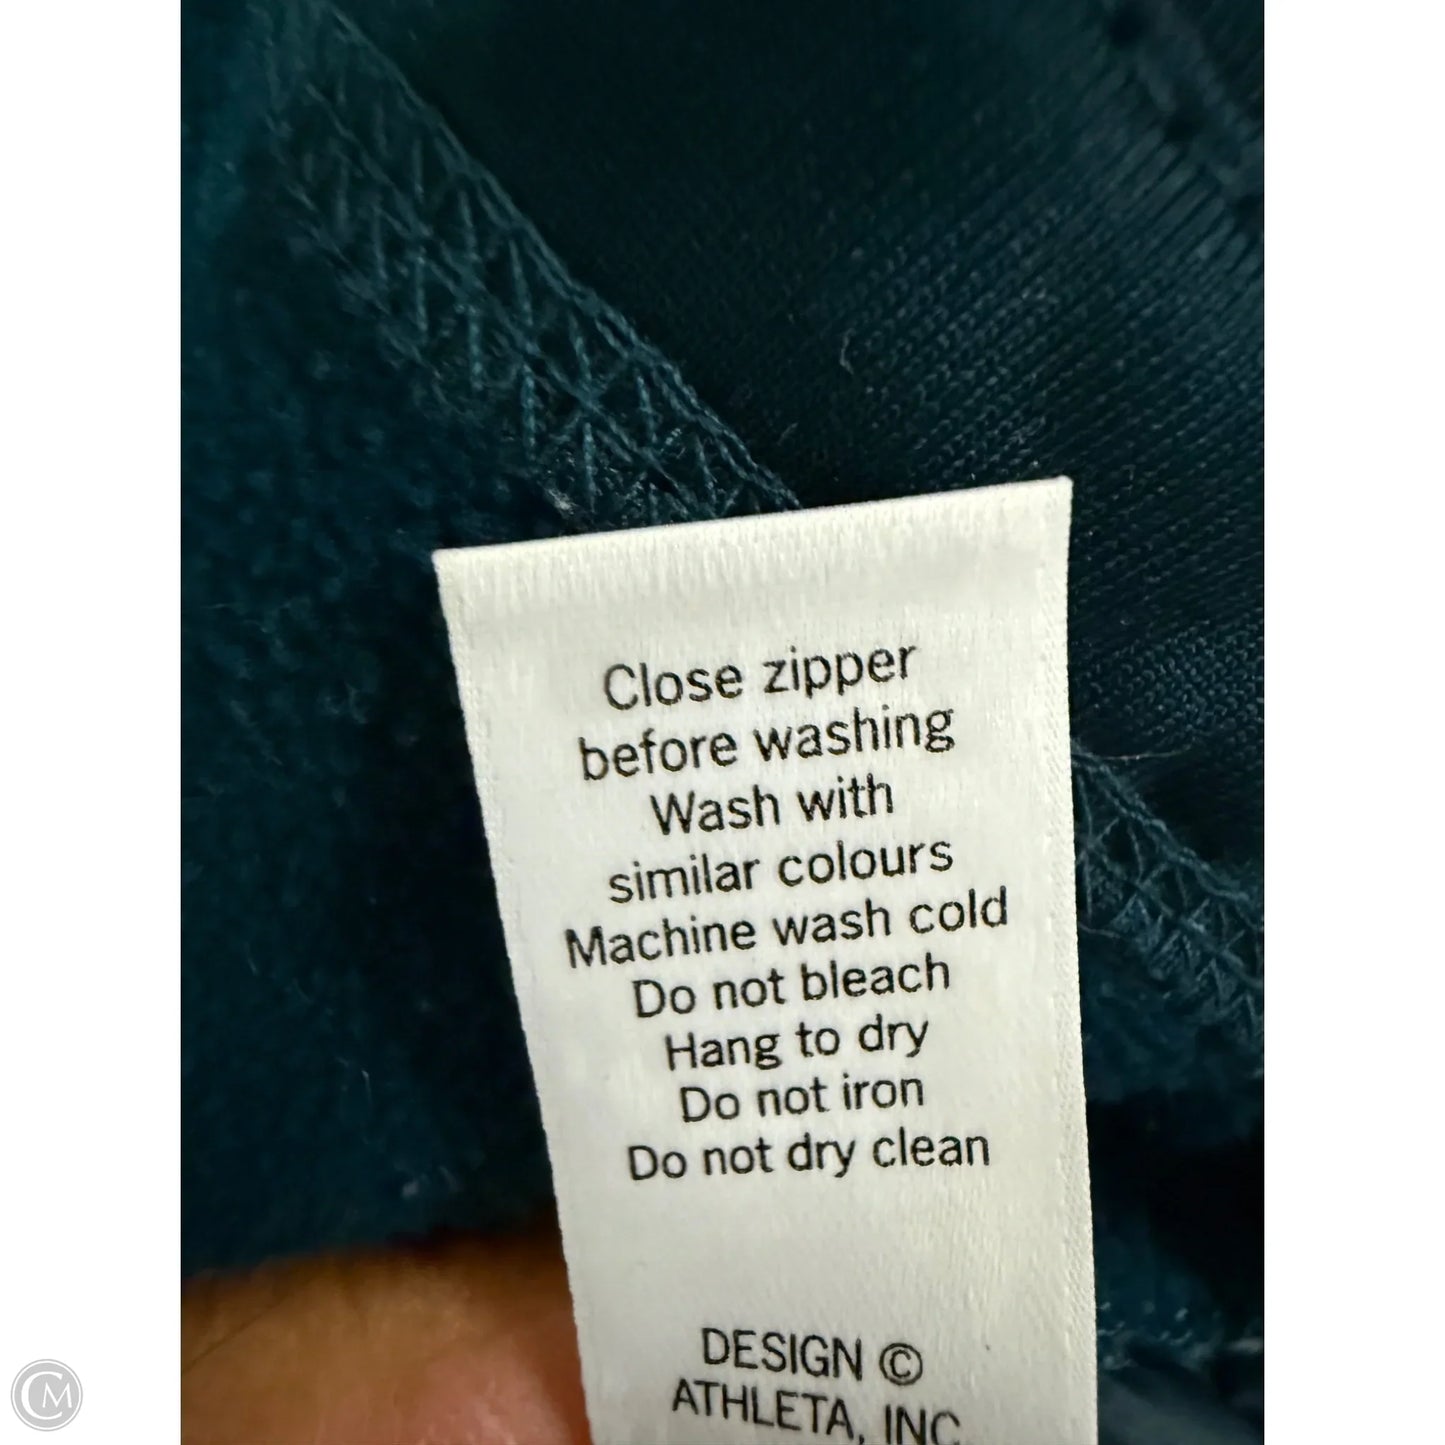 Close zipper
before washing
Wash with
similar colours
Machine wash cold
Do not bleach
Hang to dry
Do not iron
Do not dry clean
DESIGN ©
ATHLETA, INC.
CM